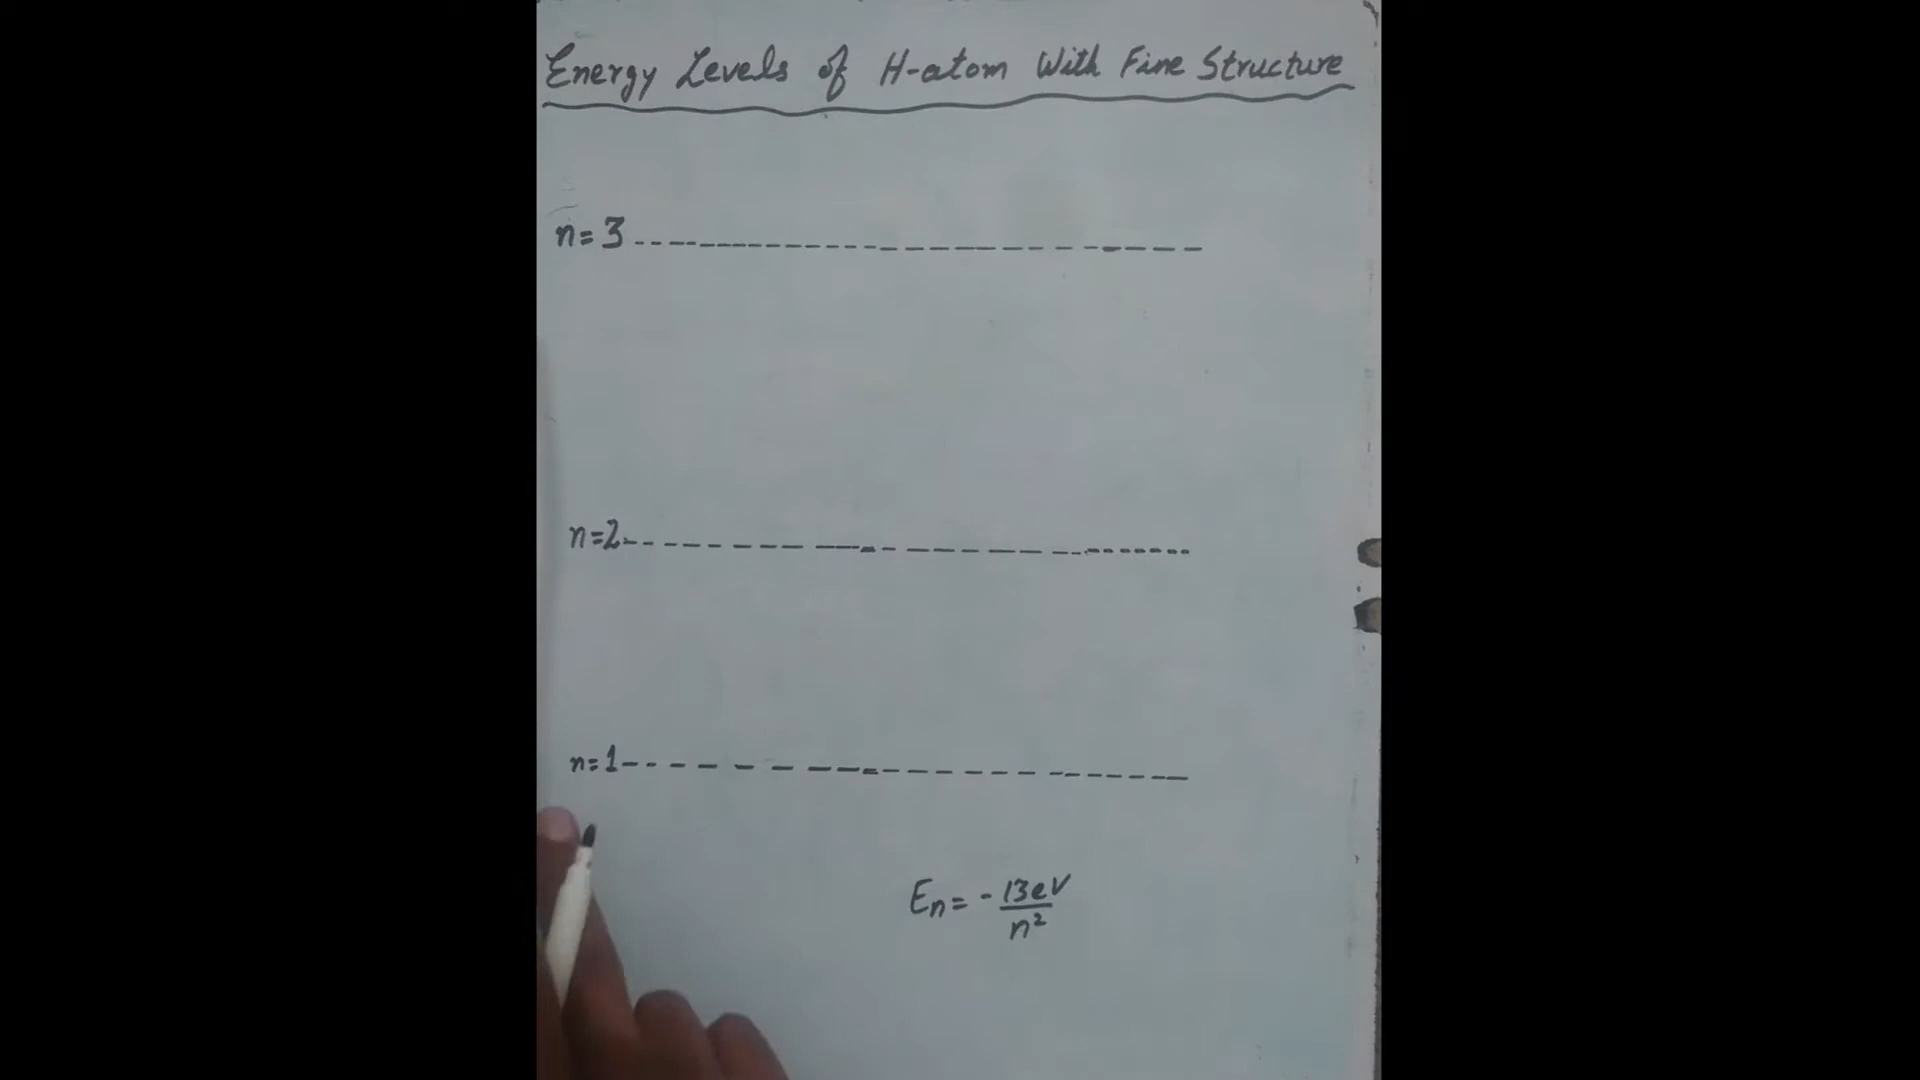 Energy Levels of H-atom With Fine Structure
n=3
n=2
n=1
En = - 13eV / n²